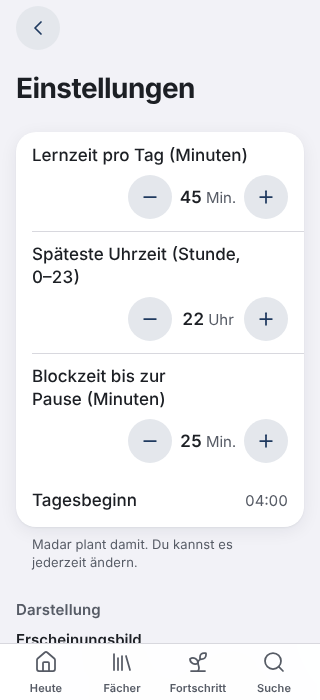 Einstellungen
Lernzeit pro Tag (Minuten)
45 Min.
Späteste Uhrzeit (Stunde,
0–23)
22 Uhr
Blockzeit bis zur
Pause (Minuten)
25 Min.
Tagesbeginn 04:00
Madar plant damit. Du kannst es
jederzeit ändern.
Darstellung
Erscheinungsbild
Heute Fächer Fortschritt Suche